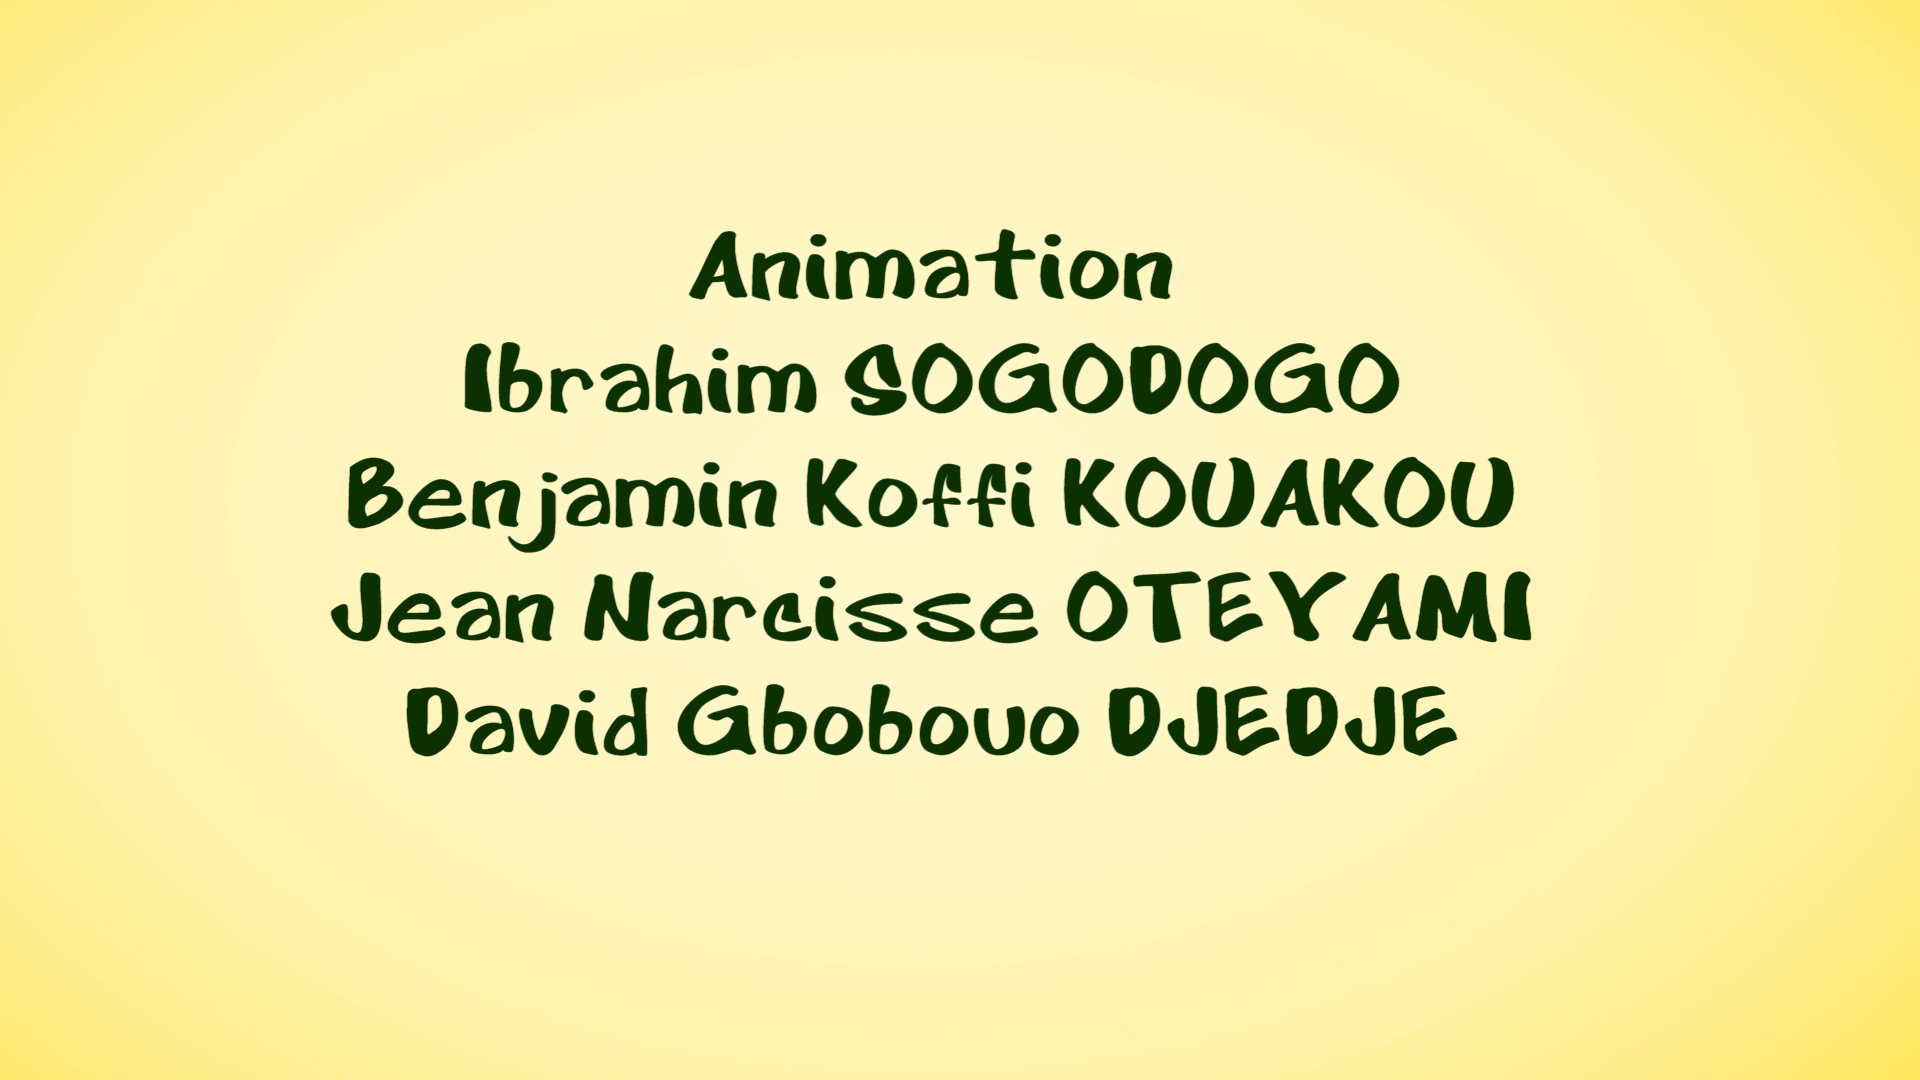 Animation
Ibrahim SOGODOGO
Benjamin Koffi KOUAKOU
Jean Narcisse OTEYAMI
David Gbobouo DJEDJE